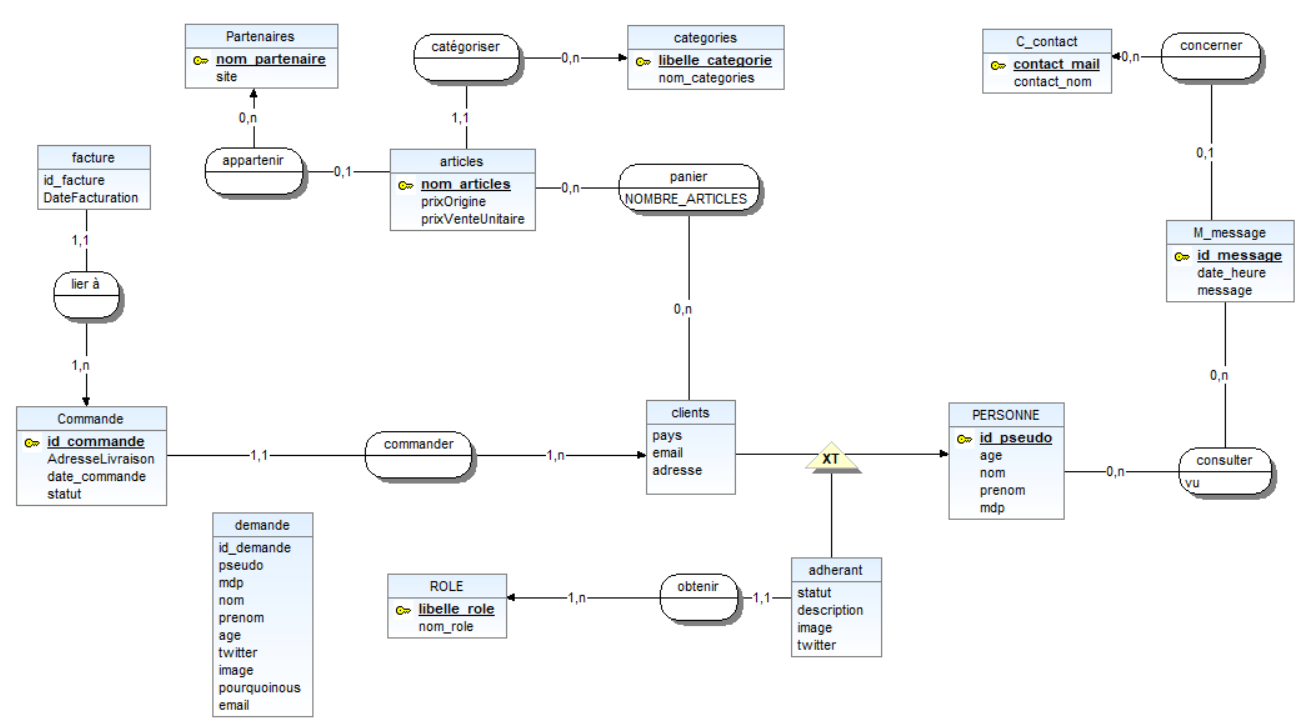 Partenaires
nom_partenaire
site
catégoriser
0,n
categories
libelle_categorie
nom_categories
C_contact
contact_mail
contact_nom
0,n
concerner
0,n
1,1
0,1
facture
id_facture
DateFacturation
appartenir
0,1
articles
nom_articles
prixOrigine
prixVenteUnitaire
0,n
panier
NOMBRE_ARTICLES
1,1
lier à
M_message
id_message
date_heure
message
0,n
1,n
0,n
Commande
id_commande
AdresseLivraison
date_commande
statut
1,1
commander
1,n
clients
pays
email
adresse
XT
PERSONNE
id_pseudo
age
nom
prenom
mdp
0,n
consulter
vu
demande
id_demande
pseudo
mdp
nom
prenom
age
twitter
image
pourquoinous
email
ROLE
libelle_role
nom_role
1,n
obtenir
1,1
adherant
statut
description
image
twitter